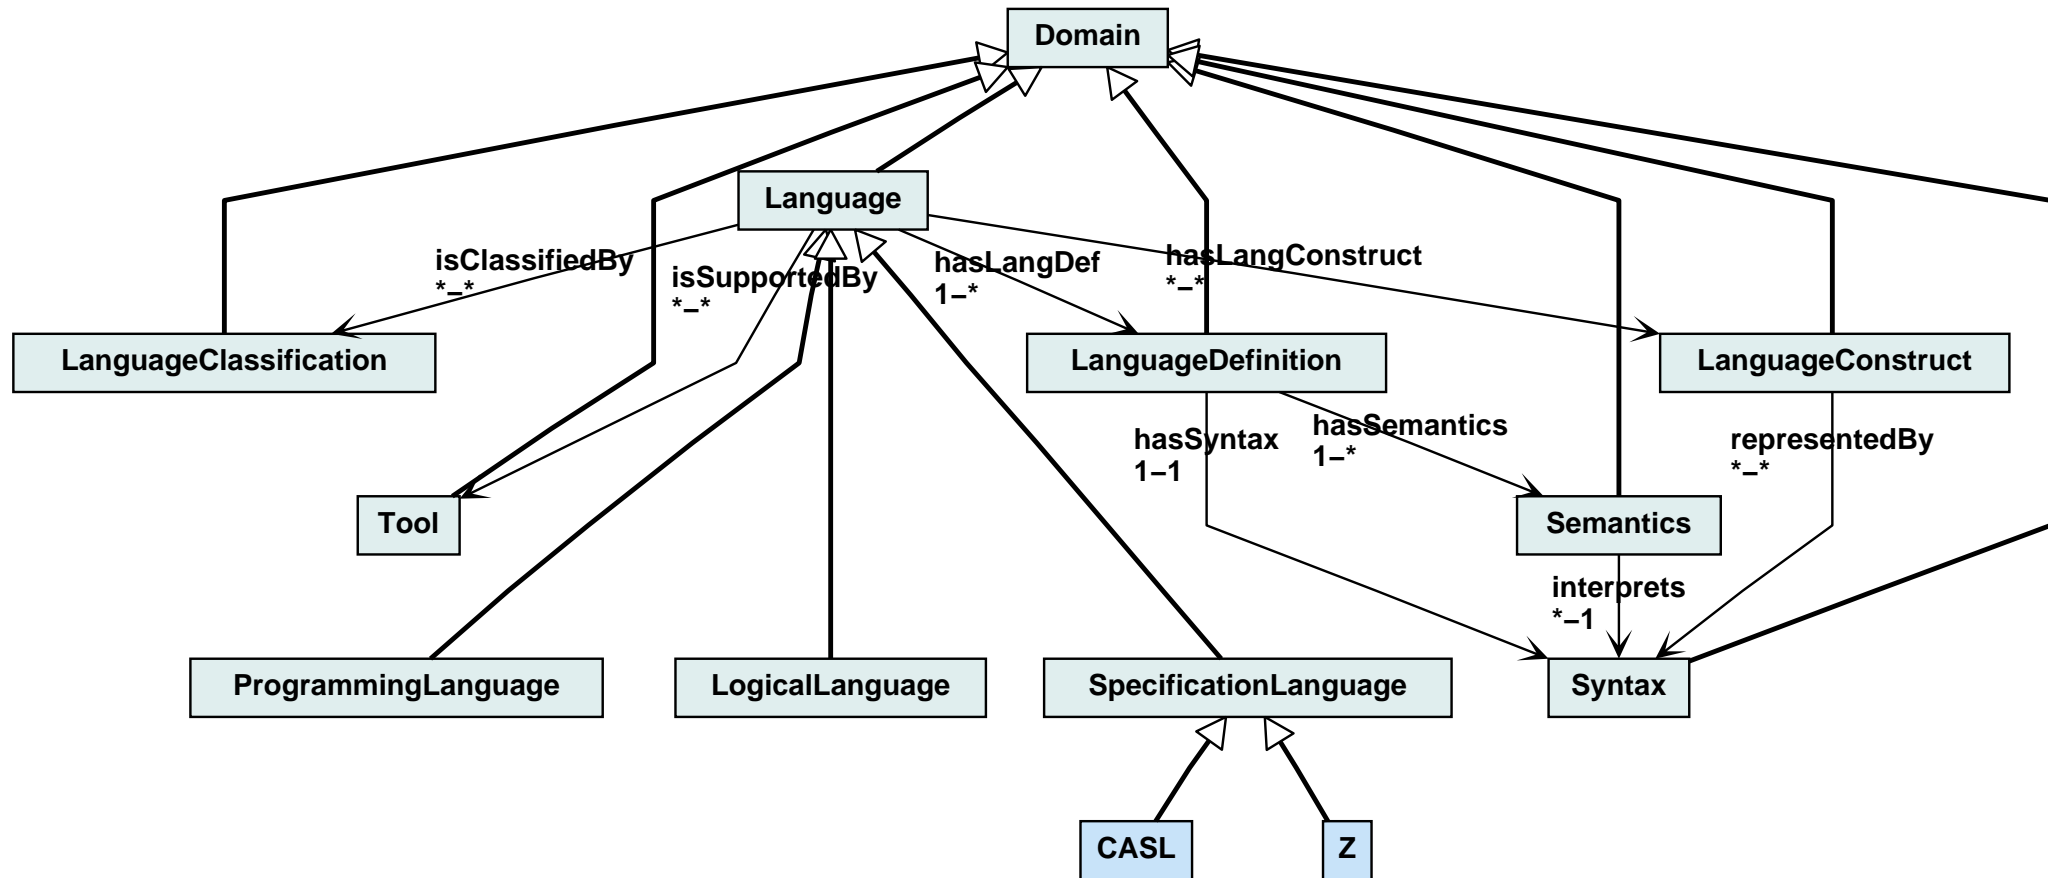 Domain
Language
isClassifiedBy
*–*
isSupportedBy
*–*
hasLangDef
1–*
hasLangConstruct
*–*
LanguageClassification
LanguageDefinition
LanguageConstruct
hasSyntax
1–1
hasSemantics
1–*
representedBy
*–*
Tool
Semantics
interprets
*–1
ProgrammingLanguage
LogicalLanguage
SpecificationLanguage
Syntax
CASL
Z